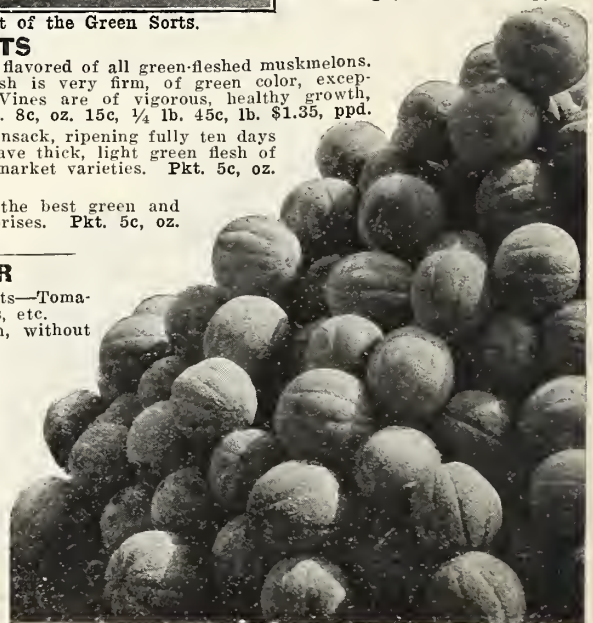 t of the Green Sorts.
TS
flavored of all green-fleshed muskmelons.
sh is very firm, of green color, excep-
Vines are of vigorous, healthy growth,
. 8c, oz. 15c, ¼ lb. 45c, lb. $1.35, ppd.
nsack, ripening fully ten days
ave thick, light green flesh of
market varieties. Pkt. 5c, oz.
the best green and
rises. Pkt. 5c, oz.
R
ts—Toma-
s, etc.
n, without